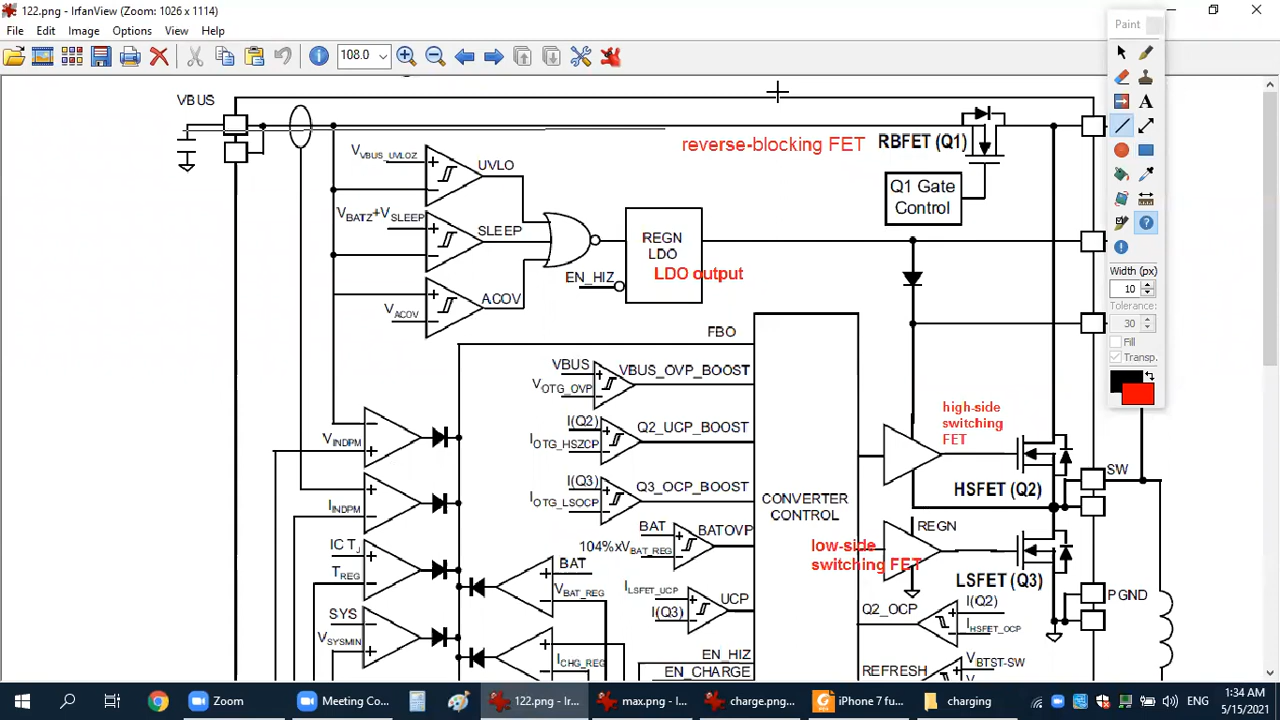 122.png - IrfanView (Zoom: 1026 x 1114)
File Edit Image Options View Help
108.0
Paint
A
Width (px)
10
Tolerance:
30
Fill
Transp.
VBUS
reverse-blocking FET
RBFET (Q1)
Q1 Gate
Control
VVBUS_UVLOZ
UVLO
VBATZ+VSLEEP
SLEEP
VACOV
ACOV
EN_HIZ
REGN
LDO
LDO output
FBO
VBUS
VOTG_OVP
VBUS_OVP_BOOST
I(Q2)
IOTG_HSZCP
Q2_UCP_BOOST
I(Q3)
IOTG_LSOCP
Q3_OCP_BOOST
BAT
104%xVBAT_REG
BATOVP
ILSFET_UCP
I(Q3)
UCP
EN_HIZ
EN_CHARGE
CONVERTER
CONTROL
VINDPM
IINDPM
IC TJ
TREG
SYS
VSYSMIN
BAT
VBAT_REG
ICHG_REG
high-side
switching
FET
HSFET (Q2)
SW
REGN
low-side
switching FET
LSFET (Q3)
PGND
Q2_OCP
I(Q2)
IHSFET_OCP
REFRESH
VBTST-SW
Zoom
Meeting Co...
122.png - Irf...
max.png - I...
charge.png...
iPhone 7 fu...
charging
ENG
1:34 AM
5/15/2021